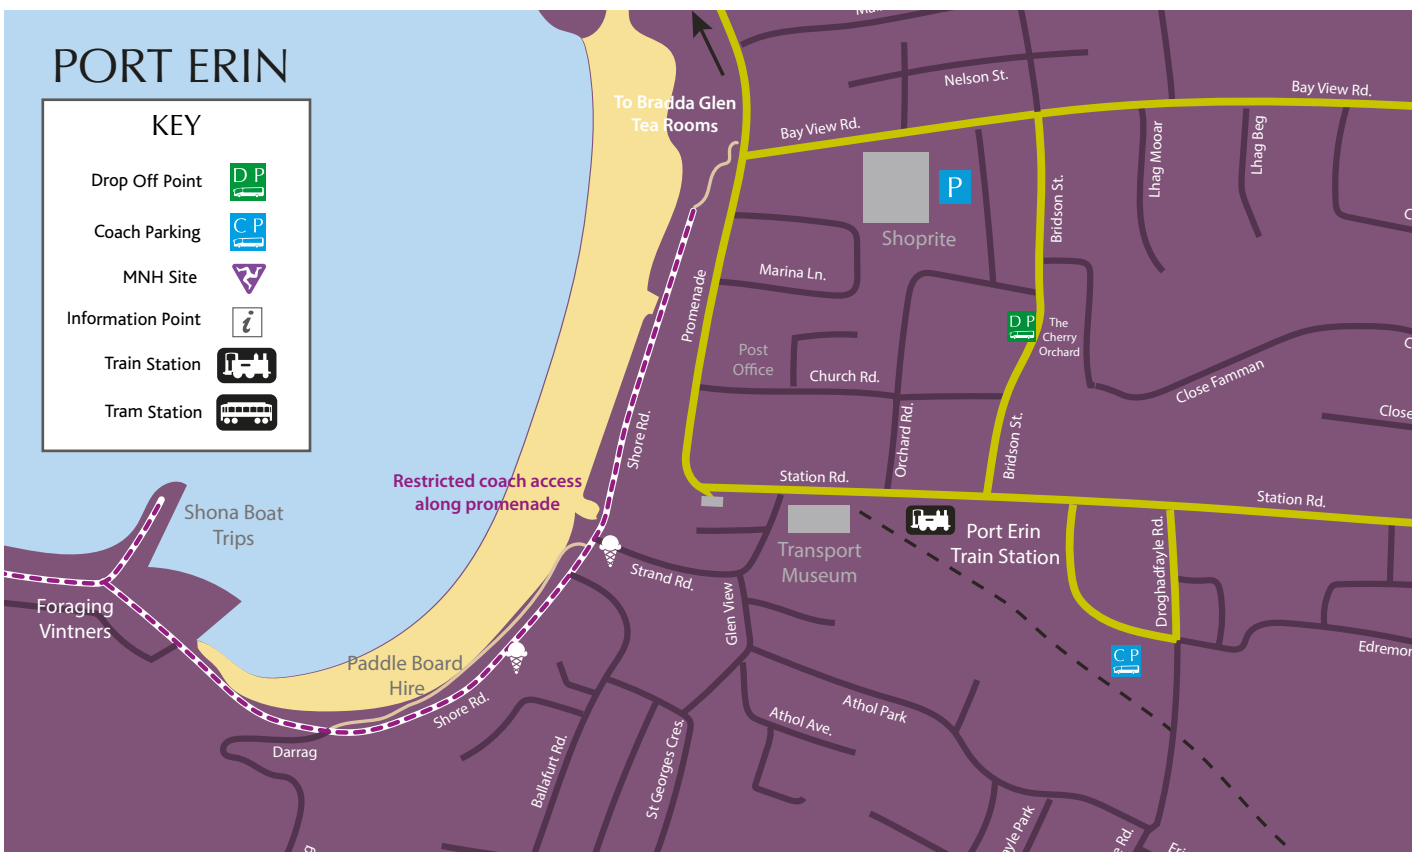 PORT ERIN
KEY
Drop Off Point
D P
Coach Parking
C P
MNH Site
Information Point
i
Train Station
Tram Station
To Bradda Glen
Tea Rooms
Nelson St.
Bay View Rd.
Bay View Rd.
P
Shoprite
Bridson St.
Lhag Mooar
Lhag Beg
Marina Ln.
Promenade
D P
The
Cherry
Orchard
Post
Office
Church Rd.
Close Famman
Close
Shore Rd.
Orchard Rd.
Bridson St.
Restricted coach access
along promenade
Station Rd.
Station Rd.
Shona Boat
Trips
Transport
Museum
Port Erin
Train Station
Droghadfayle Rd.
Strand Rd.
Glen View
Foraging
Vintners
Paddle Board
Hire
C P
Edremon
Shore Rd.
Athol Park
Athol Ave.
Darrag
Ballafurt Rd.
St Georges Cres.
ayle Park
e Rd.